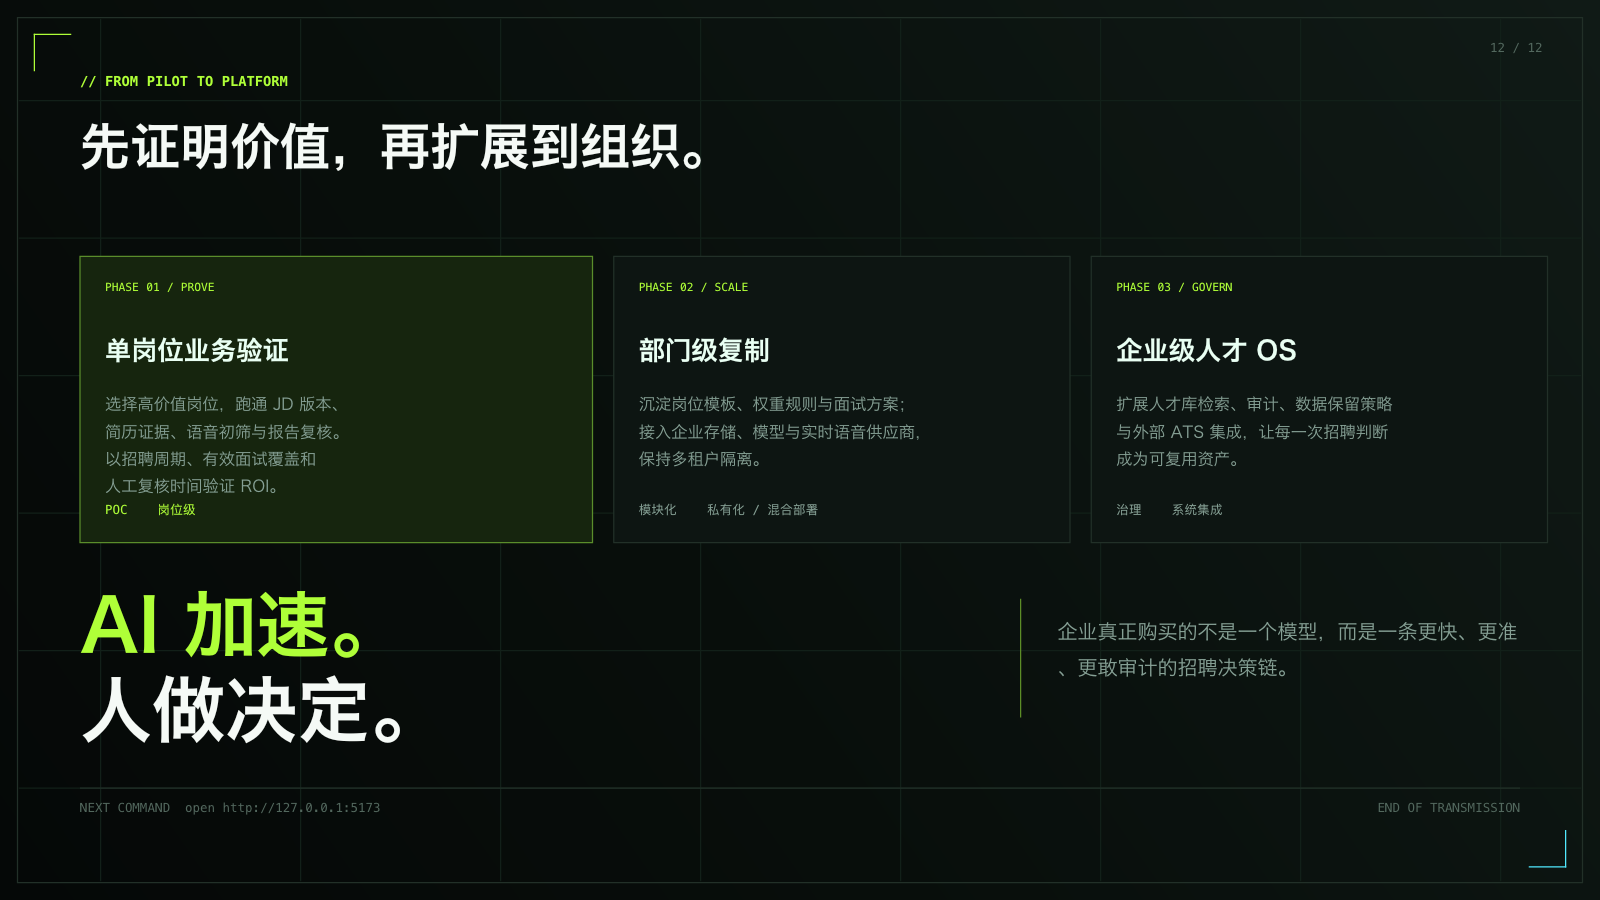 12 / 12
// FROM PILOT TO PLATFORM
先证明价值，再扩展到组织。
PHASE 01 / PROVE
单岗位业务验证
选择高价值岗位，跑通 JD 版本、
简历证据、语音初筛与报告复核。
以招聘周期、有效面试覆盖和
人工复核时间验证 ROI。
POC 岗位级
PHASE 02 / SCALE
部门级复制
沉淀岗位模板、权重规则与面试方案；
接入企业存储、模型与实时语音供应商，
保持多租户隔离。
模块化 私有化 / 混合部署
PHASE 03 / GOVERN
企业级人才 OS
扩展人才库检索、审计、数据保留策略
与外部 ATS 集成，让每一次招聘判断
成为可复用资产。
治理 系统集成
AI 加速。
人做决定。
企业真正购买的不是一个模型，而是一条更快、更准
、更敢审计的招聘决策链。
NEXT COMMAND open http://127.0.0.1:5173
END OF TRANSMISSION